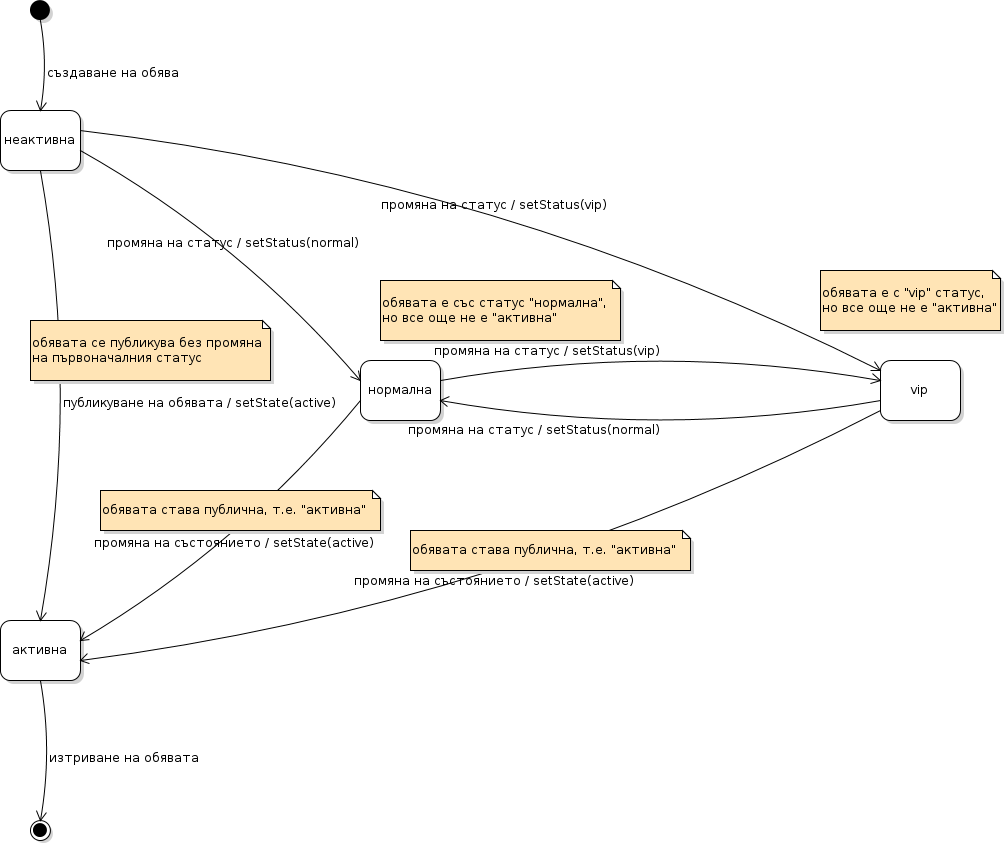 създаване на обява
неактивна
промяна на статус / setStatus(vip)
промяна на статус / setStatus(normal)
обявата е със статус "нормална",
но все още не е "активна"
обявата е с "vip" статус,
но все още не е "активна"
обявата се публикува без промяна
на първоначалния статус
промяна на статус / setStatus(vip)
нормална
vip
публикуване на обявата / setState(active)
промяна на статус / setStatus(normal)
обявата става публична, т.е. "активна"
промяна на състоянието / setState(active)
обявата става публична, т.е. "активна"
промяна на състоянието / setState(active)
активна
изтриване на обявата